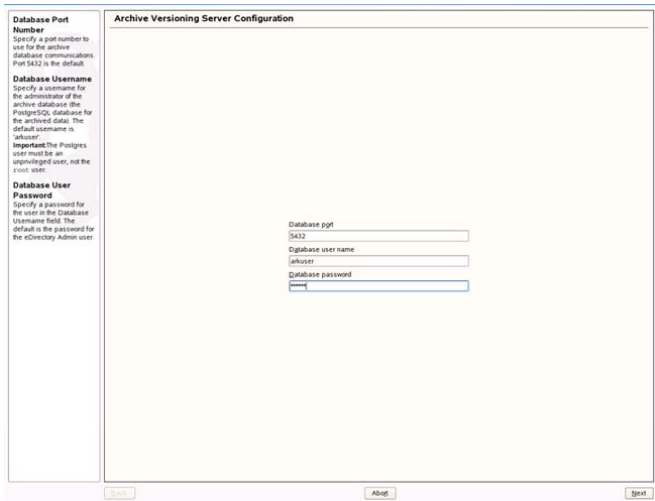 Database Port
Number
Specify a port number to
use for the archive
database communications.
Port 5432 is the default.
Database Username
Specify a username for
the administrator of the
archive database (the
PostgreSQL database for
the archived data). The
default username is
'arkuser'.
Important:The Postgres
user must be an
unprivileged user, not the
root user.
Database User
Password
Specify a password for
the user in the Database
Username field. The
default is the password for
the eDirectory Admin user.
Archive Versioning Server Configuration
Database port
5432
Database user name
arkuser
Database password
******
Back
Abort
Next